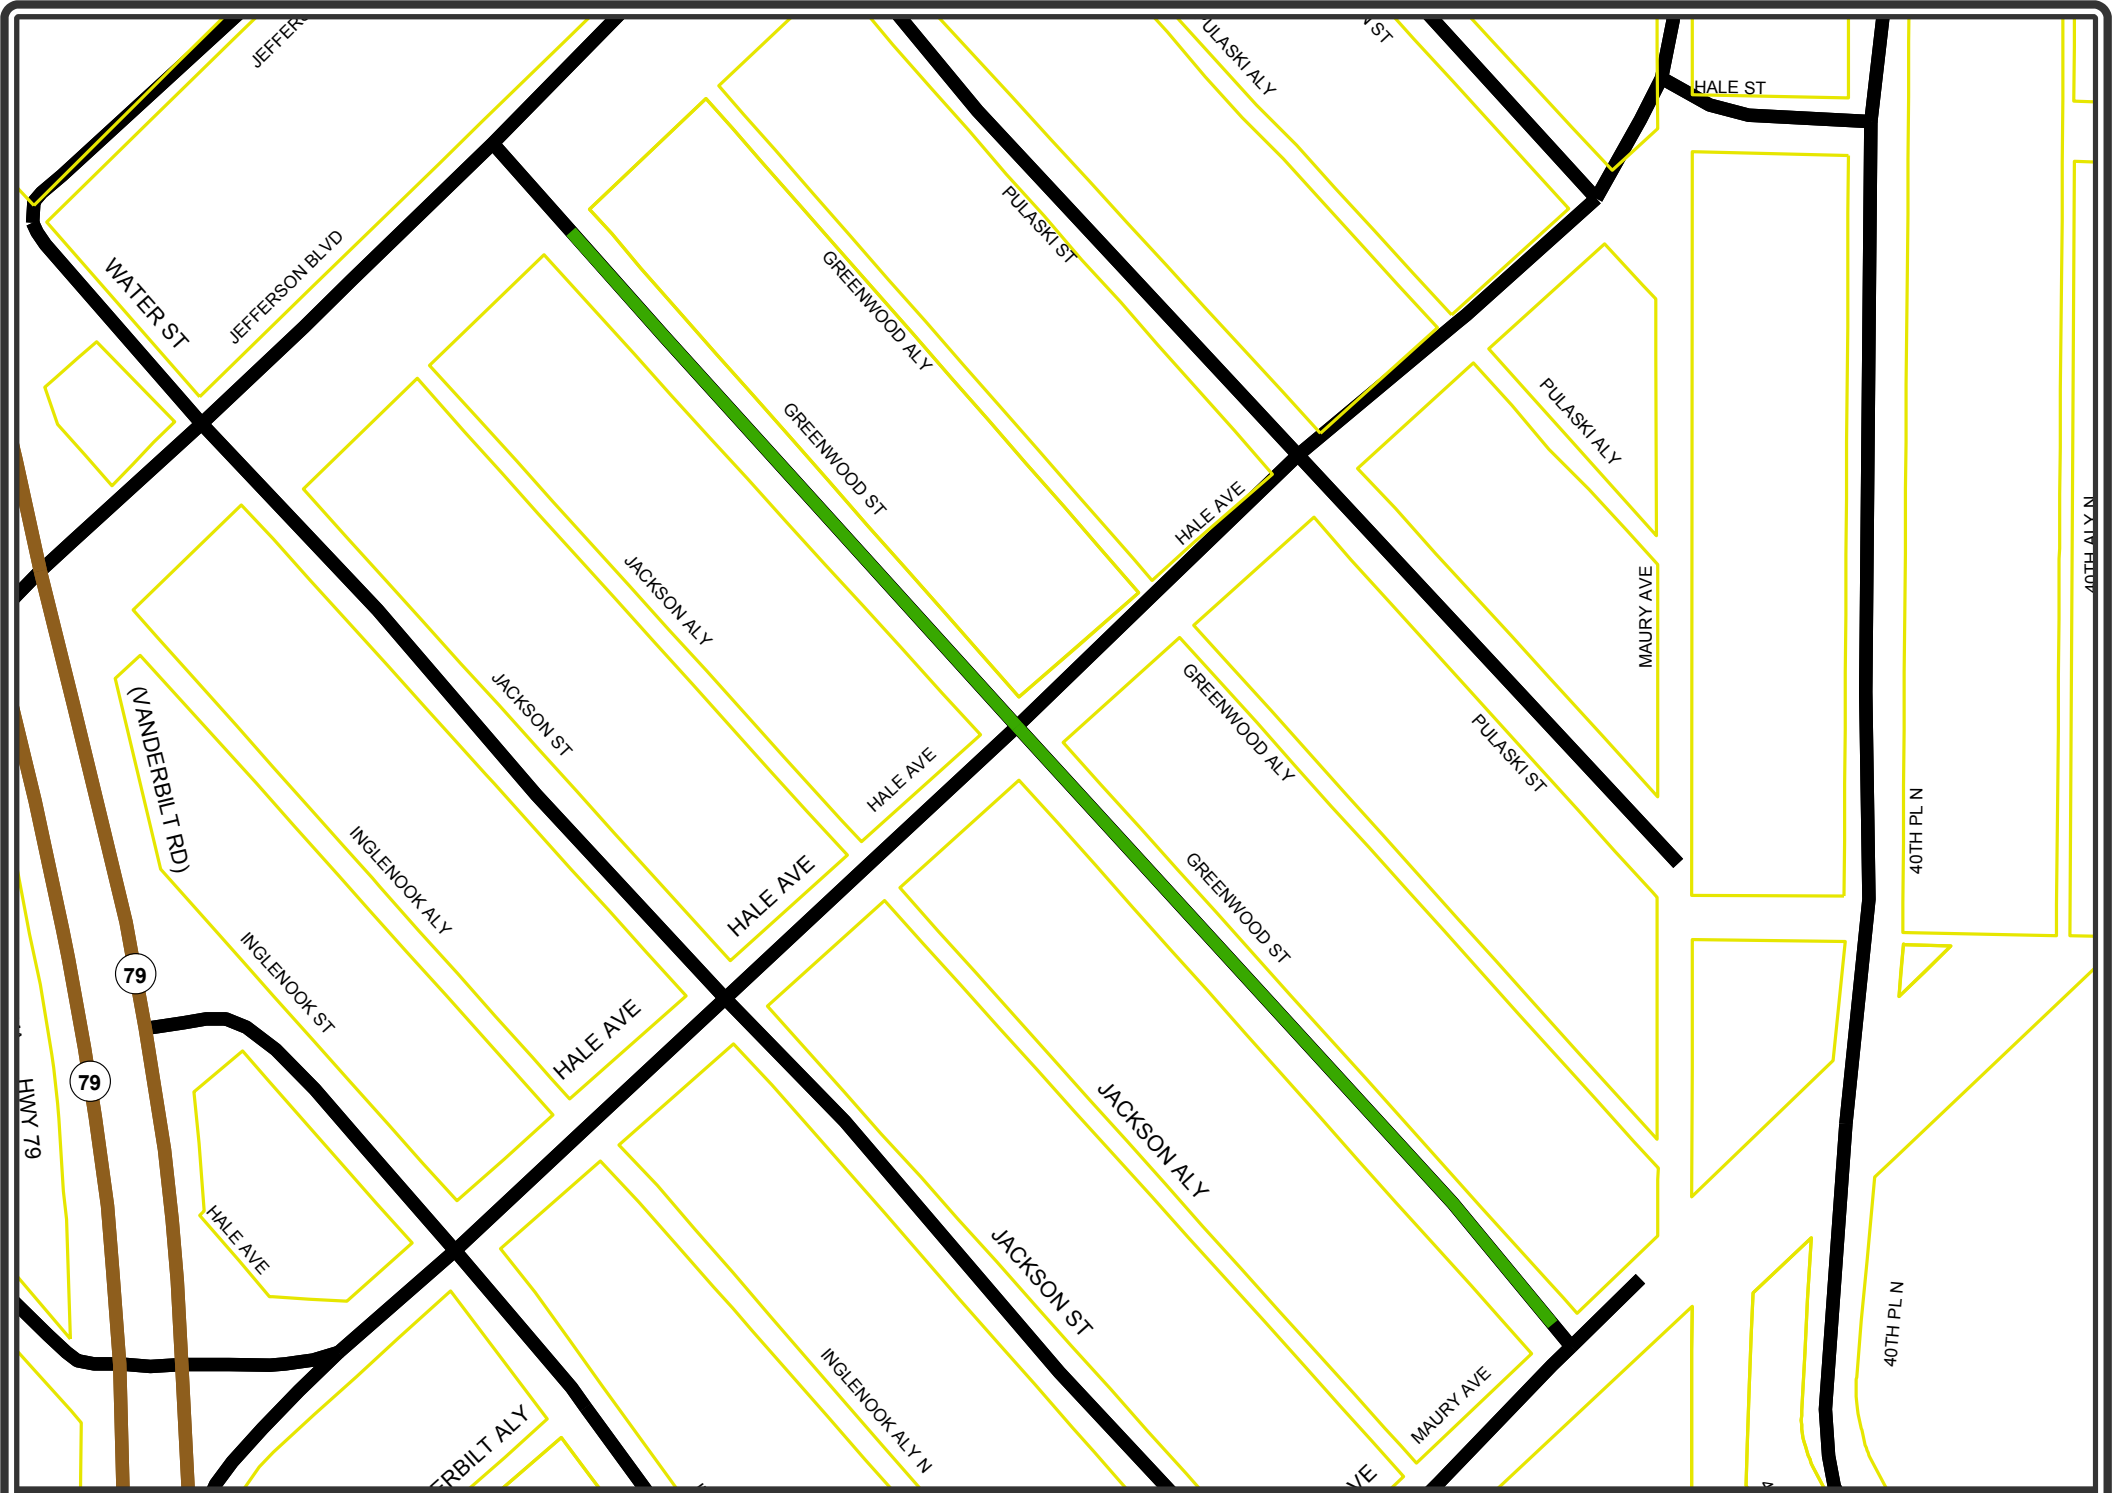 PULASKI ALY
HALE ST
WATER ST
JEFFERSON BLVD
PULASKI ST
GREENWOOD ALY
GREENWOOD ST
PULASKI ALY
HALE AVE
MAURY AVE
40TH ALY N
JACKSON ALY
JACKSON ST
(VANDERBILT RD)
GREENWOOD ALY
PULASKI ST
HALE AVE
40TH PL N
INGLENOOK ALY
HALE AVE
GREENWOOD ST
INGLENOOK ST
79
HALE AVE
79
HWY 79
JACKSON ALY
HALE AVE
JACKSON ST
40TH PL N
INGLENOOK ALY N
MAURY AVE